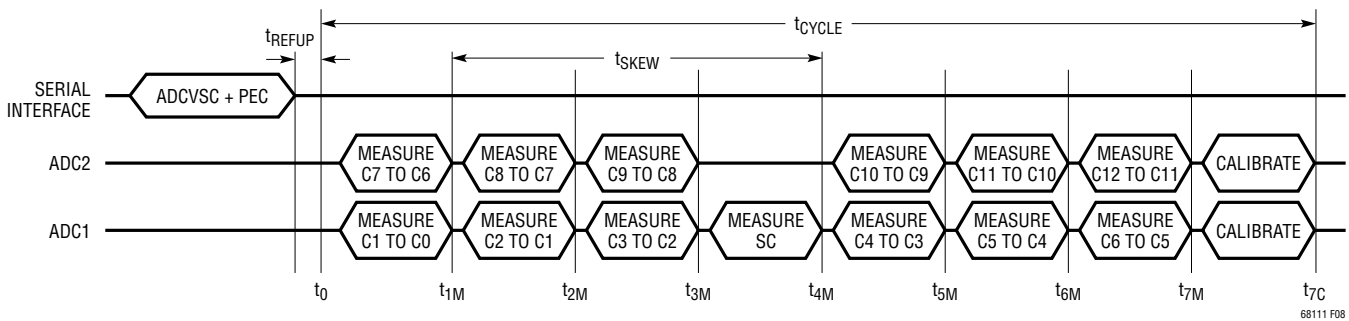 tCYCLE
tREFUP
tSKEW
SERIAL
INTERFACE
ADCVSC + PEC
ADC2
MEASURE
C7 TO C6
MEASURE
C8 TO C7
MEASURE
C9 TO C8
MEASURE
C10 TO C9
MEASURE
C11 TO C10
MEASURE
C12 TO C11
CALIBRATE
ADC1
MEASURE
C1 TO C0
MEASURE
C2 TO C1
MEASURE
C3 TO C2
MEASURE
SC
MEASURE
C4 TO C3
MEASURE
C5 TO C4
MEASURE
C6 TO C5
CALIBRATE
t0 t1M t2M t3M t4M t5M t6M t7M t7C
68111 F08